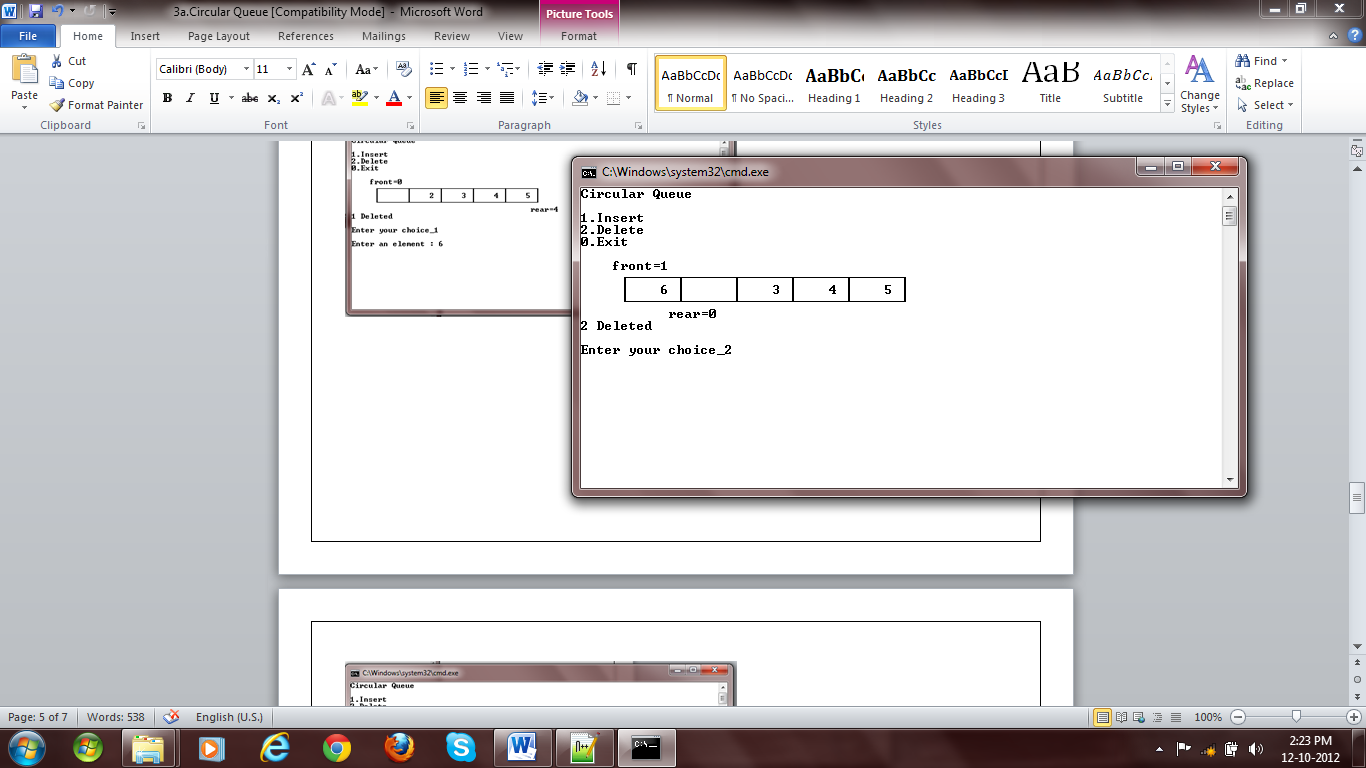 3a.Circular Queue [Compatibility Mode] - Microsoft Word
Picture Tools
File Home Insert Page Layout References Mailings Review View Format
Paste
Cut
Copy
Format Painter
Clipboard
Calibri (Body) 11
Font
Paragraph
AaBbCcDc AaBbCcDc AaBbCc AaBbCc AaBbCcI AaB AaBbCc.
¶ Normal ¶ No Spaci... Heading 1 Heading 2 Heading 3 Title Subtitle
Change Styles
Styles
Find
Replace
Select
Editing
Circular Queue
1.Insert
2.Delete
0.Exit
front=0
2 3 4 5
rear=4
1 Deleted
Enter your choice_1
Enter an element : 6
C:\Windows\system32\cmd.exe
Circular Queue
1.Insert
2.Delete
0.Exit
front=1
6 3 4 5
rear=0
2 Deleted
Enter your choice_2
C:\Windows\system32\cmd.exe
Circular Queue
1.Insert
Page: 5 of 7 Words: 538 English (U.S.) 100%
2:23 PM
12-10-2012